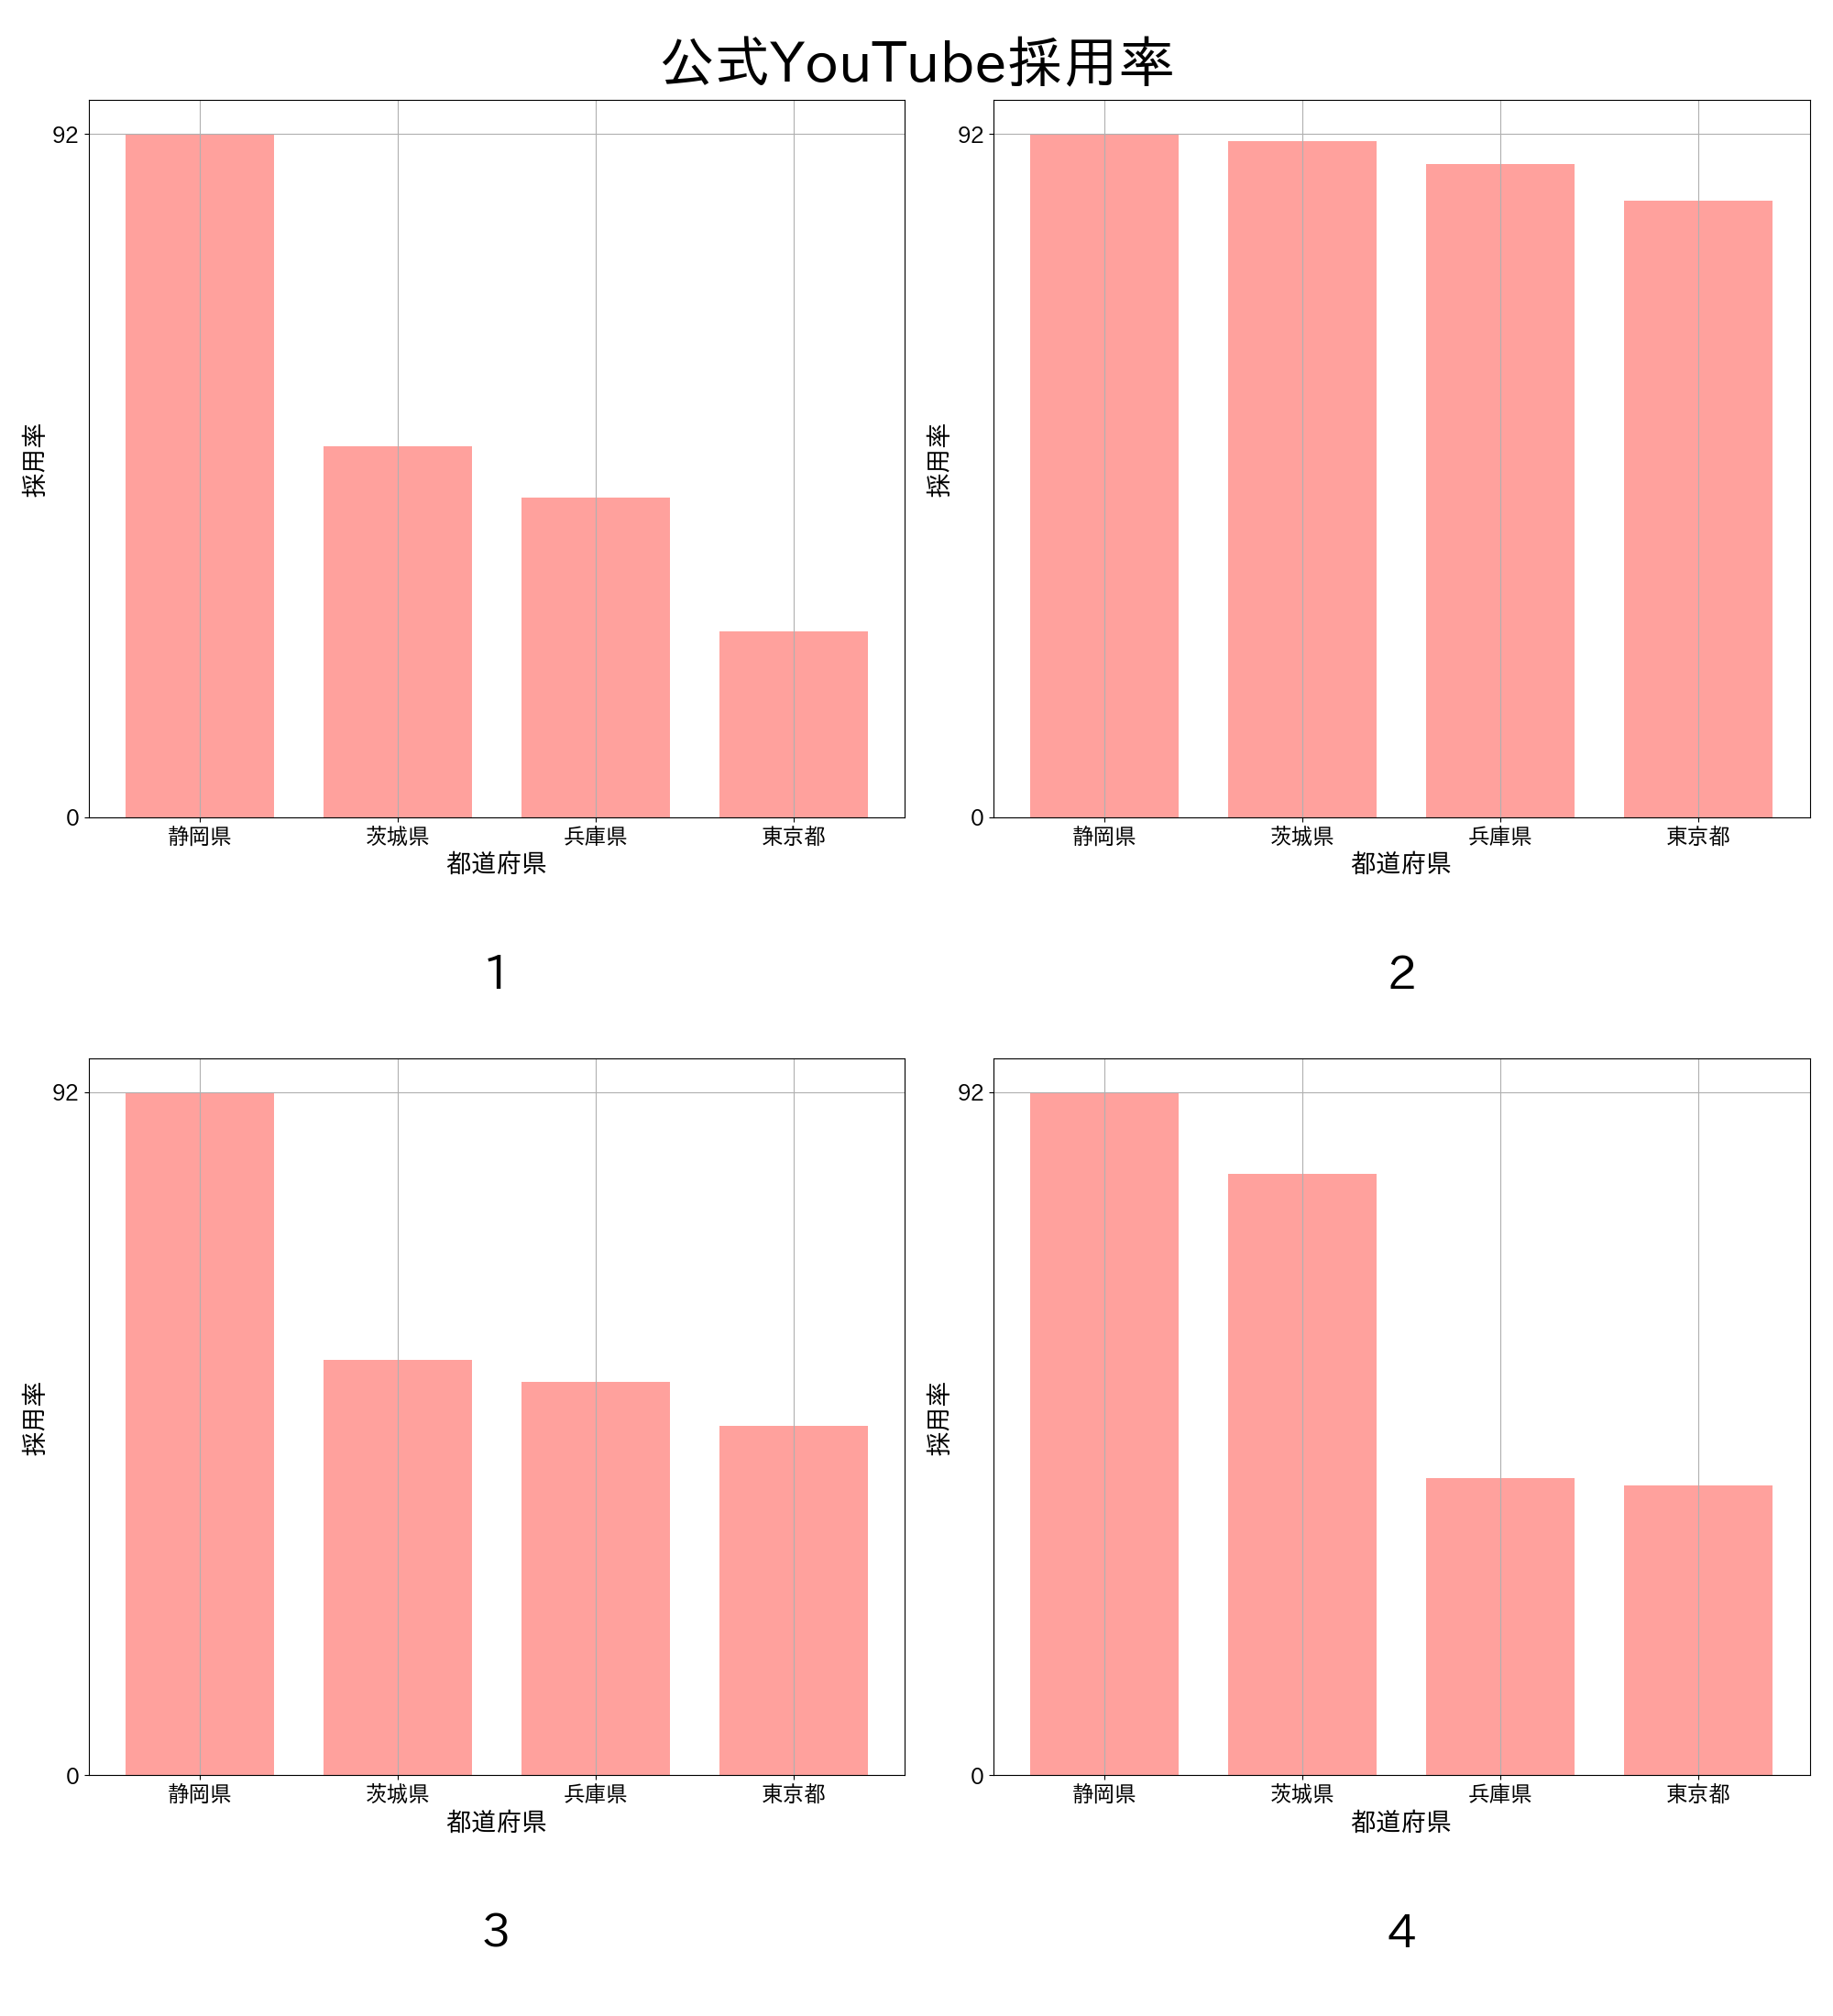 公式YouTube採用率
92
0
採用率
静岡県 茨城県 兵庫県 東京都
都道府県
1
92
0
採用率
静岡県 茨城県 兵庫県 東京都
都道府県
2
92
0
採用率
静岡県 茨城県 兵庫県 東京都
都道府県
3
92
0
採用率
静岡県 茨城県 兵庫県 東京都
都道府県
4